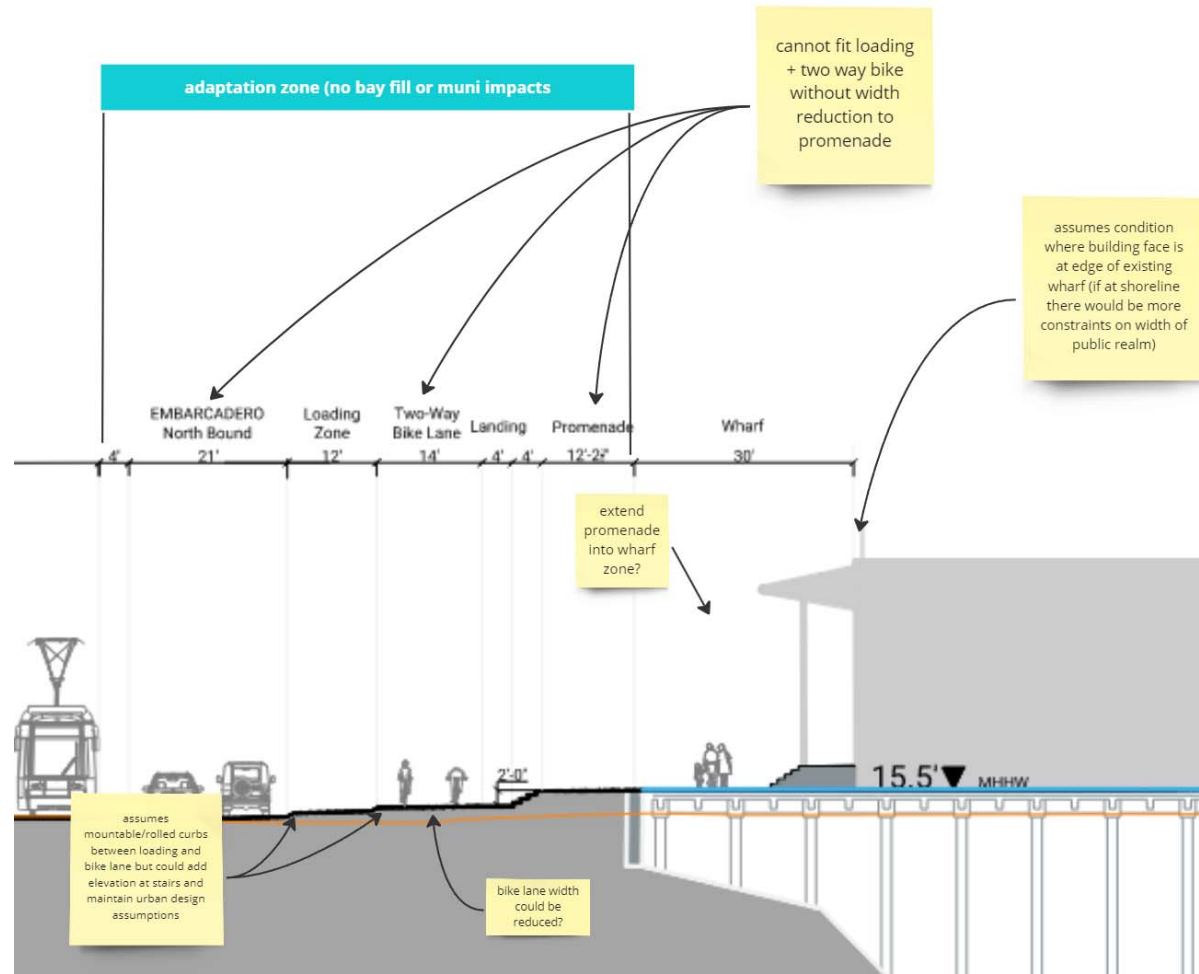 cannot fit loading
+ two way bike
without width
reduction to
promenade
adaptation zone (no bay fill or muni impacts
assumes condition
where building face is
at edge of existing
wharf (if at shoreline
there would be more
constraints on width of
public realm)
EMBARCADERO
North Bound
Loading
Zone
Two-Way
Bike Lane
Landing
Promenade
Wharf
4'
21'
12'
14'
4'
4'
30'
extend
promenade
into wharf
zone?
2'-0"
15.5'
MHHW
assumes
mountable/rolled curbs
between loading and
bike lane but could add
elevation at stairs and
maintain urban design
assumptions
bike lane width
could be
reduced?